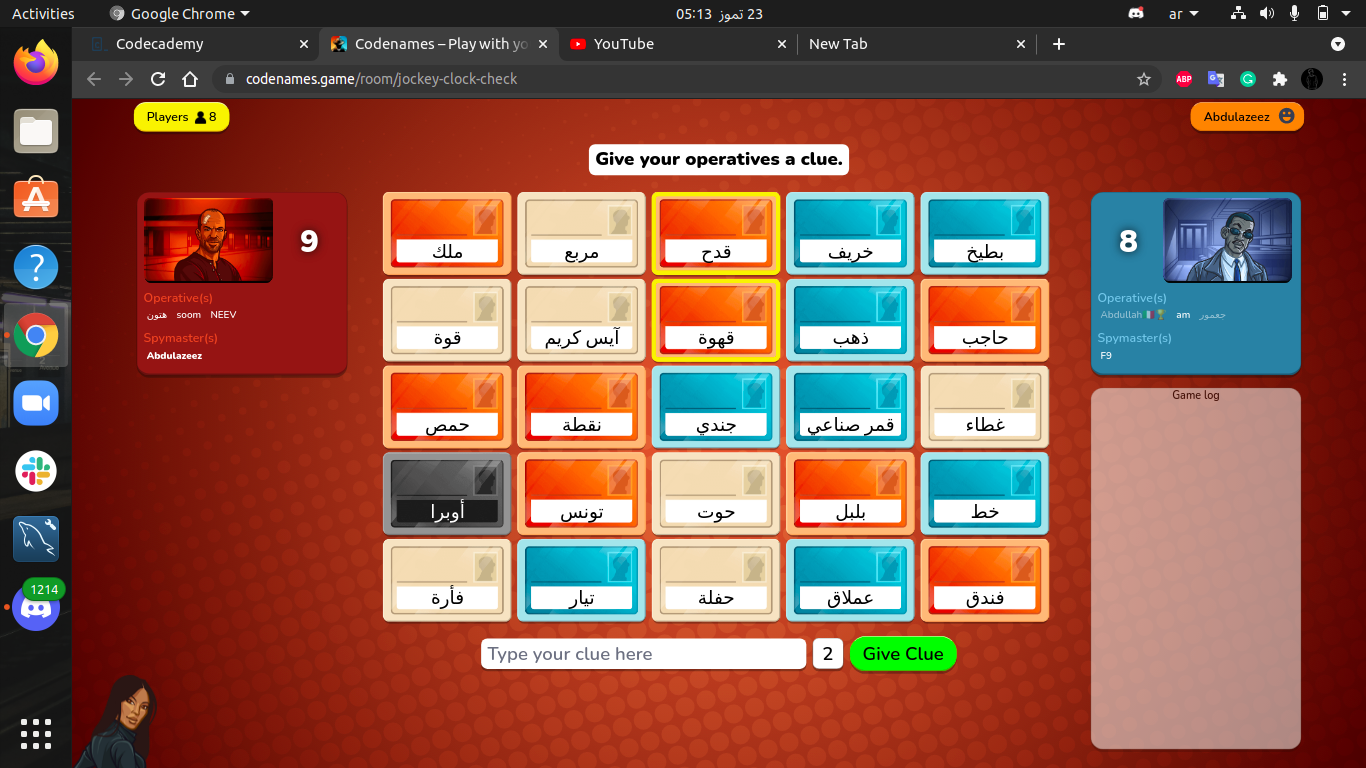 Activities
Google Chrome
23 تموز 05:13
ar
Codecademy
Codenames – Play with yo
YouTube
New Tab
codenames.game/room/jockey-clock-check
ABP
Players 8
Abdulazeez
Give your operatives a clue.
9
Operative(s)
هتون soom NEEV
Spymaster(s)
Abdulazeez
8
Operative(s)
Abdullah am جعمور
Spymaster(s)
F9
Game log
ملك
مربع
قدح
خريف
بطيخ
قوة
آيس كريم
قهوة
ذهب
حاجب
حمص
نقطة
جندي
قمر صناعي
غطاء
أوبرا
تونس
حوت
بلبل
خط
فأرة
تيار
حفلة
عملاق
فندق
Type your clue here
2
Give Clue
1214